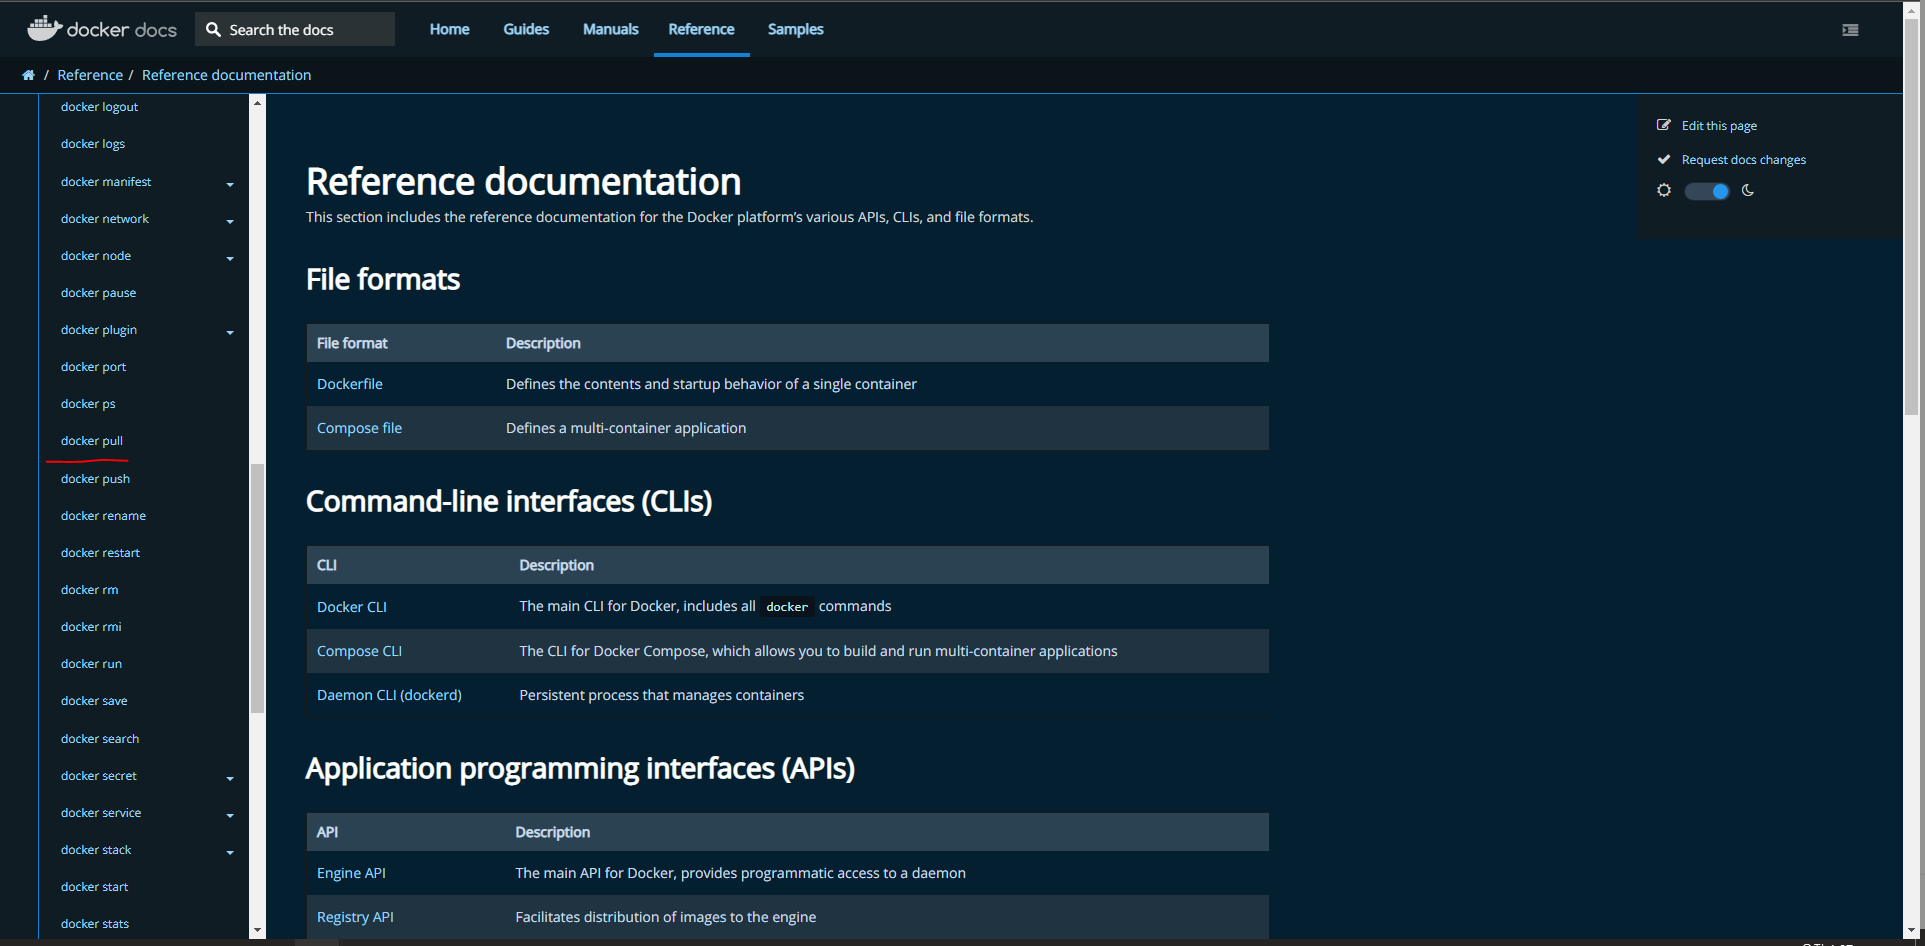 docker docs
Search the docs
Home
Guides
Manuals
Reference
Samples
/ Reference / Reference documentation
docker logout
docker logs
docker manifest
docker network
docker node
docker pause
docker plugin
docker port
docker ps
docker pull
docker push
docker rename
docker restart
docker rm
docker rmi
docker run
docker save
docker search
docker secret
docker service
docker stack
docker start
docker stats
Reference documentation
This section includes the reference documentation for the Docker platform’s various APIs, CLIs, and file formats.
File formats
File format Description
Dockerfile Defines the contents and startup behavior of a single container
Compose file Defines a multi-container application
Command-line interfaces (CLIs)
CLI Description
Docker CLI The main CLI for Docker, includes all docker commands
Compose CLI The CLI for Docker Compose, which allows you to build and run multi-container applications
Daemon CLI (dockerd) Persistent process that manages containers
Application programming interfaces (APIs)
API Description
Engine API The main API for Docker, provides programmatic access to a daemon
Registry API Facilitates distribution of images to the engine
Edit this page
Request docs changes